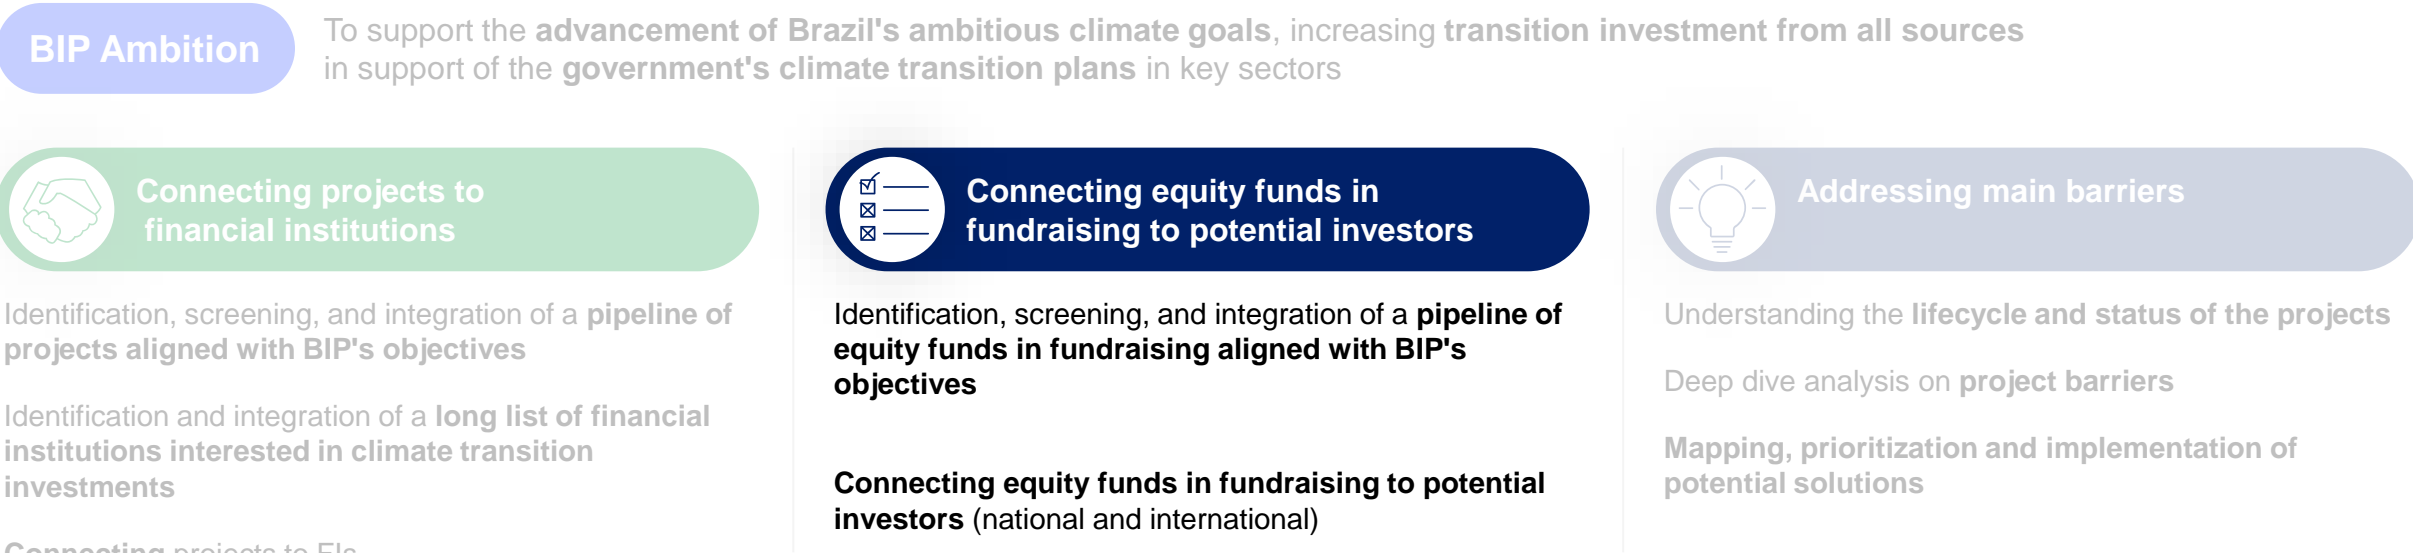 BIP Ambition
To support the advancement of Brazil's ambitious climate goals, increasing transition investment from all sources
in support of the government's climate transition plans in key sectors
Connecting projects to
financial institutions
Identification, screening, and integration of a pipeline of
projects aligned with BIP's objectives
Identification and integration of a long list of financial
institutions interested in climate transition
investments
Connecting projects to FIs
Connecting equity funds in
fundraising to potential investors
Identification, screening, and integration of a pipeline of
equity funds in fundraising aligned with BIP's
objectives
Connecting equity funds in fundraising to potential
investors (national and international)
Addressing main barriers
Understanding the lifecycle and status of the projects
Deep dive analysis on project barriers
Mapping, prioritization and implementation of
potential solutions